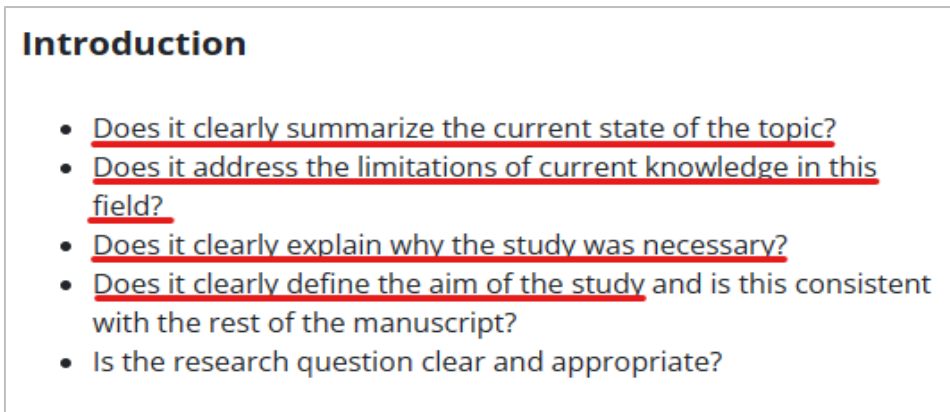 Introduction
• Does it clearly summarize the current state of the topic?
• Does it address the limitations of current knowledge in this
field?
• Does it clearly explain why the study was necessary?
• Does it clearly define the aim of the study and is this consistent
with the rest of the manuscript?
• Is the research question clear and appropriate?